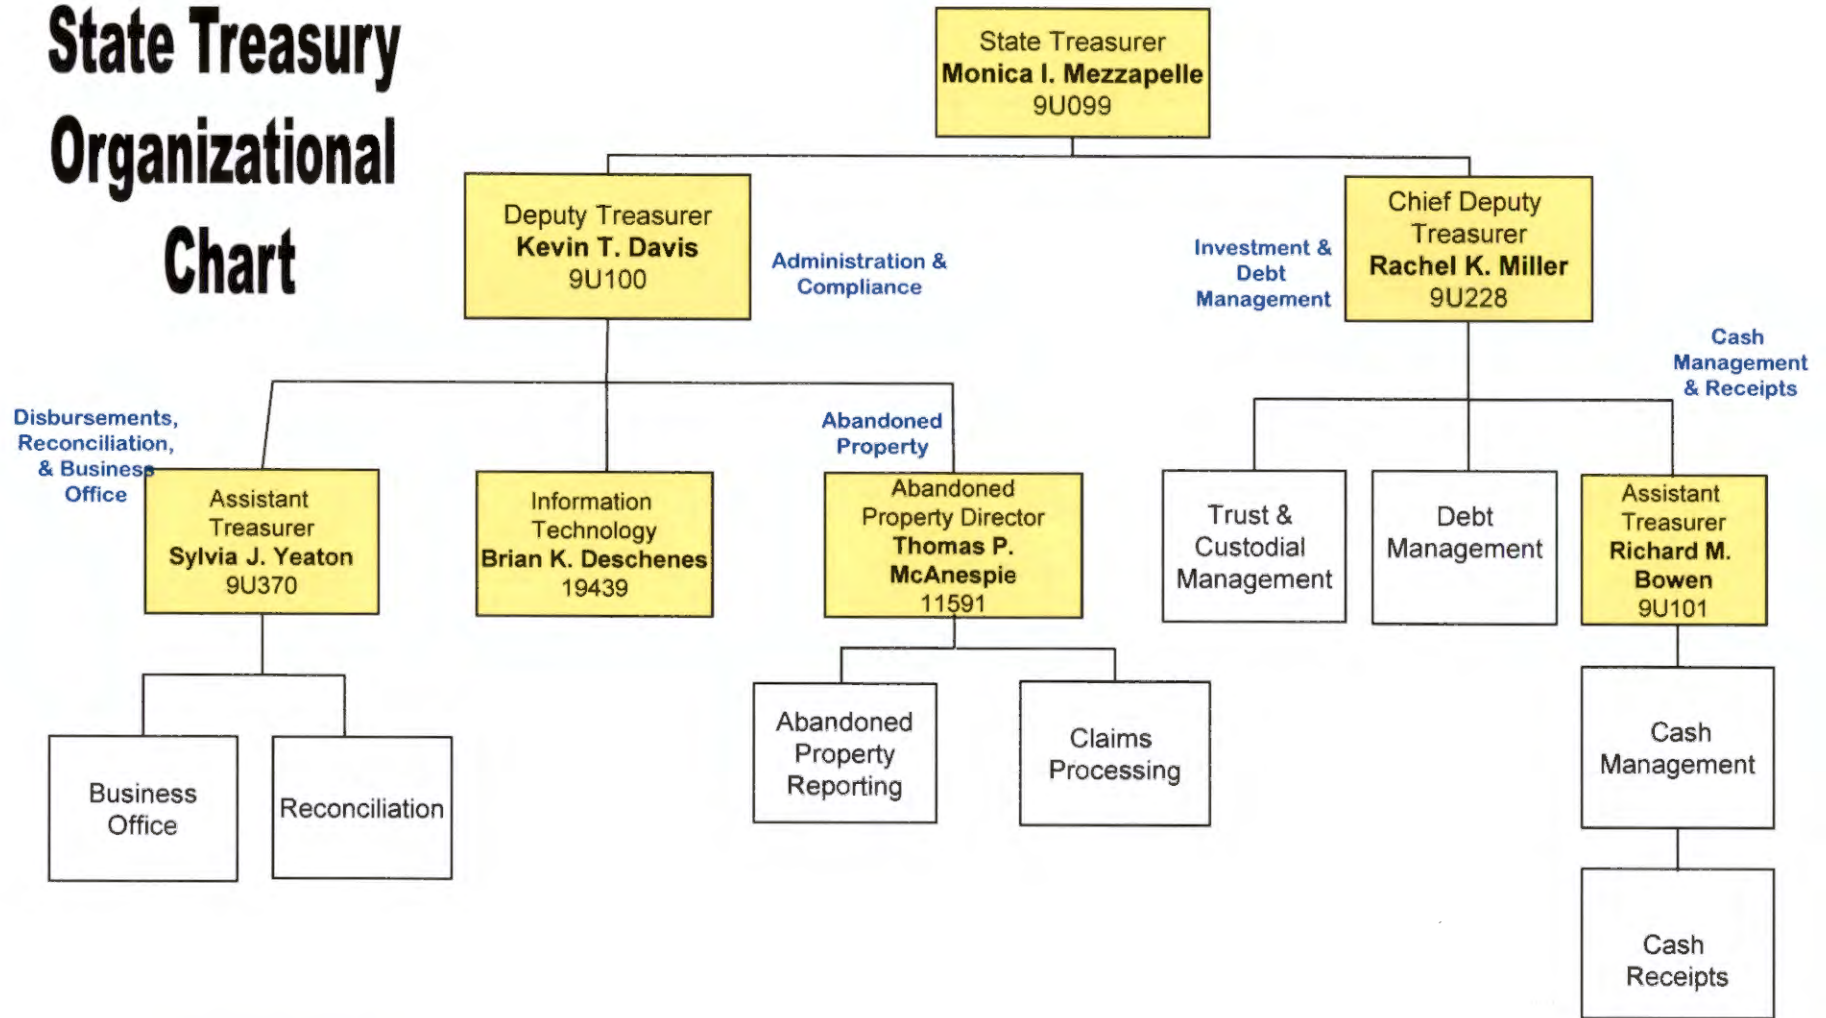 State Treasury
Organizational
Chart
State Treasurer
Monica I. Mezzapelle
9U099
Deputy Treasurer
Kevin T. Davis
9U100
Administration &
Compliance
Investment &
Debt
Management
Chief Deputy
Treasurer
Rachel K. Miller
9U228
Cash
Management
& Receipts
Disbursements,
Reconciliation,
& Business
Office
Abandoned
Property
Assistant
Treasurer
Sylvia J. Yeaton
9U370
Information
Technology
Brian K. Deschenes
19439
Abandoned
Property Director
Thomas P.
McAnespie
11591
Trust &
Custodial
Management
Debt
Management
Assistant
Treasurer
Richard M.
Bowen
9U101
Business
Office
Reconciliation
Abandoned
Property
Reporting
Claims
Processing
Cash
Management
Cash
Receipts